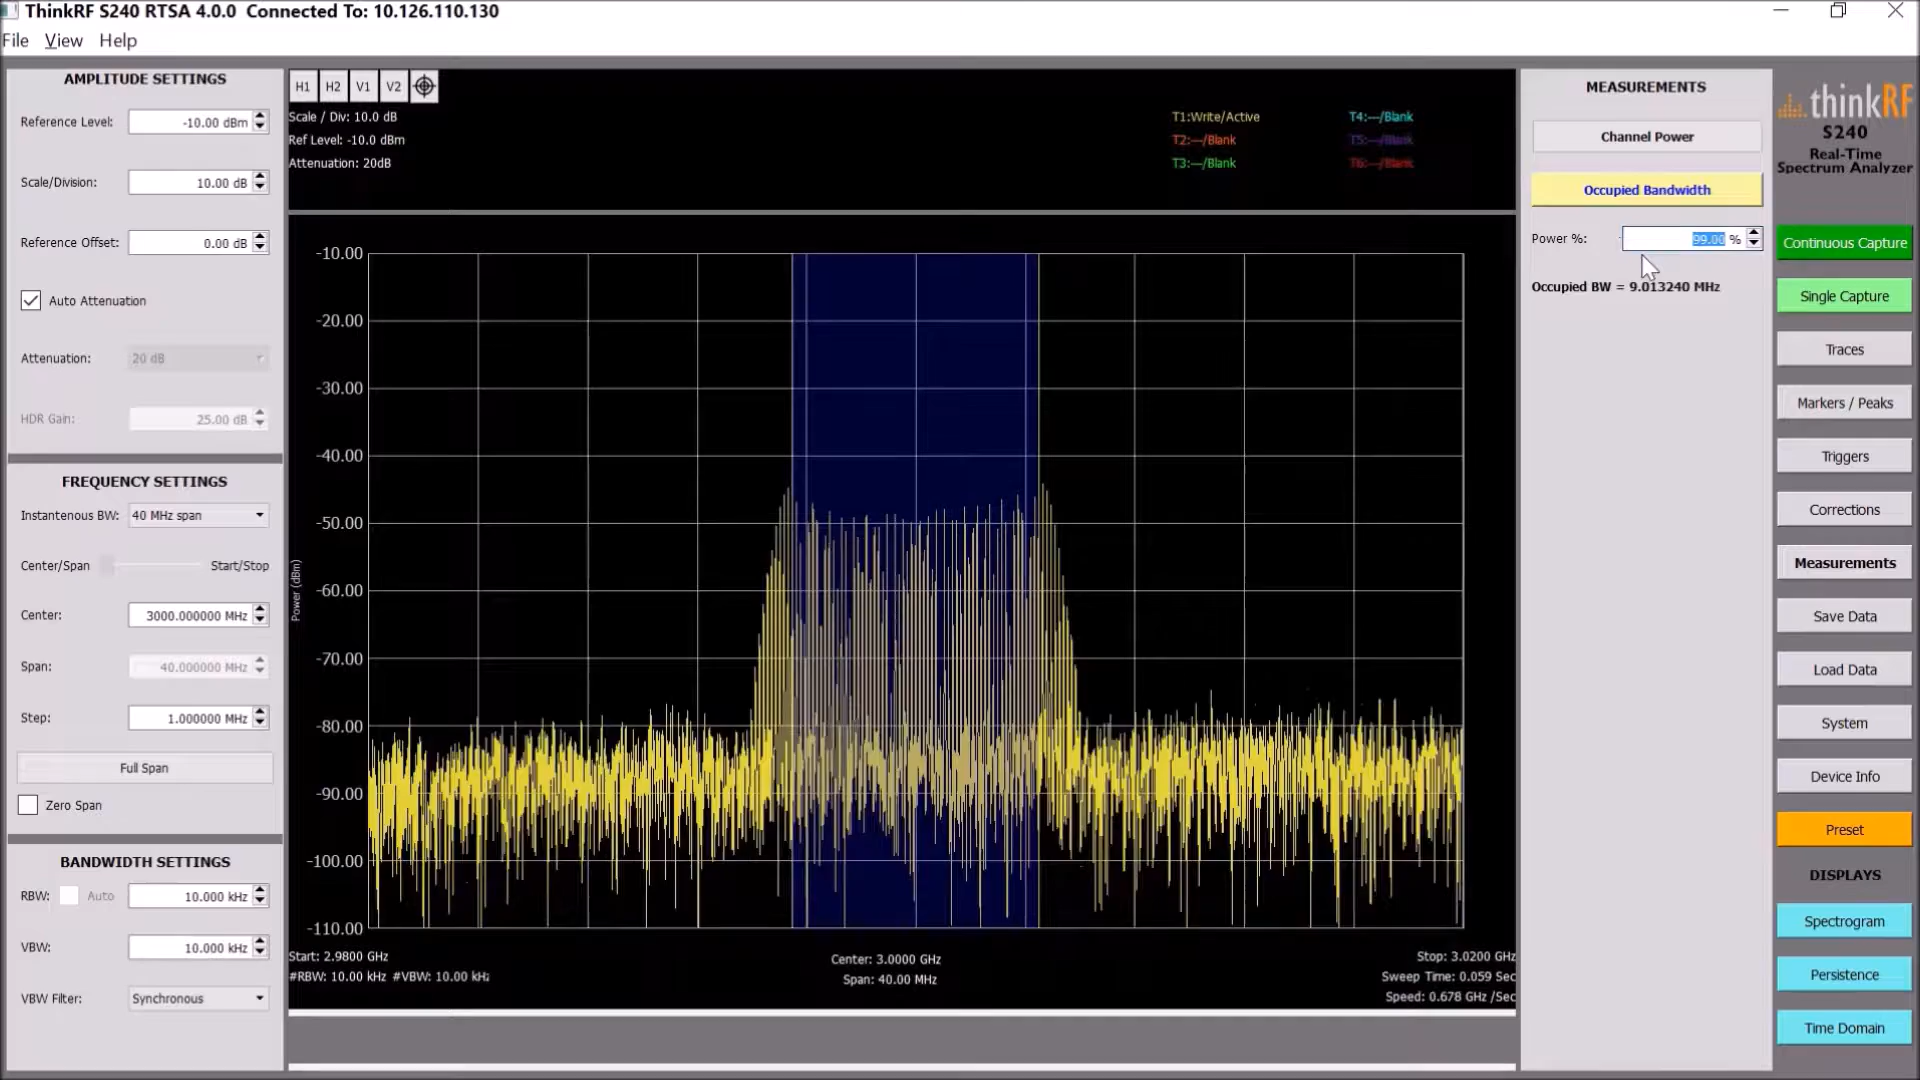 ThinkRF S240 RTSA 4.0.0 Connected To: 10.126.110.130
File View Help
AMPLITUDE SETTINGS
Reference Level: -10.00 dBm
Scale/Division: 10.00 dB
Reference Offset: 0.00 dB
Auto Attenuation
Attenuation: 20 dB
HDR Gain: 25.00 dB
FREQUENCY SETTINGS
Instantenous BW: 40 MHz span
Center/Span Start/Stop
Center: 3000.000000 MHz
Span: 40.000000 MHz
Step: 1.000000 MHz
Full Span
Zero Span
BANDWIDTH SETTINGS
RBW: Auto 10.000 kHz
VBW: 10.000 kHz
VBW Filter: Synchronous
H1 H2 V1 V2
Scale / Div: 10.0 dB
Ref Level: -10.0 dBm
Attenuation: 20dB
T1:Write/Active T4:---/Blank
T2:---/Blank T5:---/Blank
T3:---/Blank T6:---/Blank
-10.00
-20.00
-30.00
-40.00
-50.00
-60.00
-70.00
-80.00
-90.00
-100.00
-110.00
Power (dBm)
Start: 2.9800 GHz
#RBW: 10.00 kHz #VBW: 10.00 kHz
Center: 3.0000 GHz
Span: 40.00 MHz
Stop: 3.0200 GHz
Sweep Time: 0.059 Sec
Speed: 0.678 GHz /Sec
MEASUREMENTS
Channel Power
Occupied Bandwidth
Power %: 99.00 %
Occupied BW = 9.013240 MHz
thinkRF
S240
Real-Time
Spectrum Analyzer
Continuous Capture
Single Capture
Traces
Markers / Peaks
Triggers
Corrections
Measurements
Save Data
Load Data
System
Device Info
Preset
DISPLAYS
Spectrogram
Persistence
Time Domain